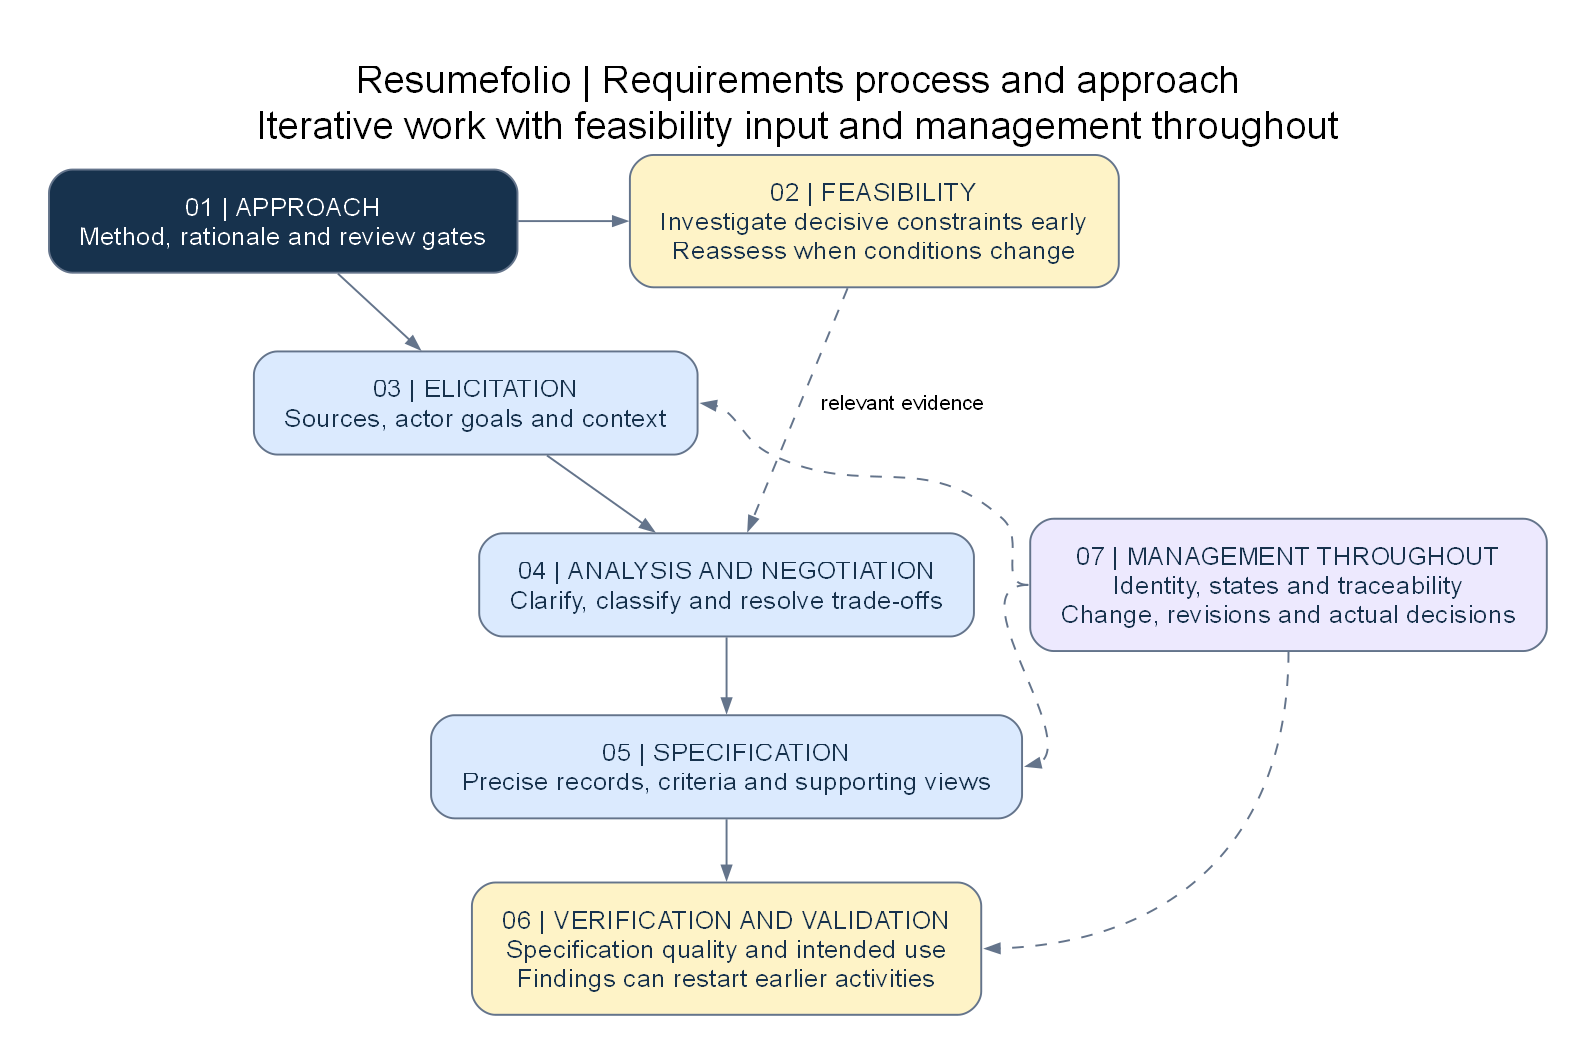 Resumefolio | Requirements process and approach
Iterative work with feasibility input and management throughout
01 | APPROACH
Method, rationale and review gates
02 | FEASIBILITY
Investigate decisive constraints early
Reassess when conditions change
03 | ELICITATION
Sources, actor goals and context
relevant evidence
04 | ANALYSIS AND NEGOTIATION
Clarify, classify and resolve trade-offs
07 | MANAGEMENT THROUGHOUT
Identity, states and traceability
Change, revisions and actual decisions
05 | SPECIFICATION
Precise records, criteria and supporting views
06 | VERIFICATION AND VALIDATION
Specification quality and intended use
Findings can restart earlier activities